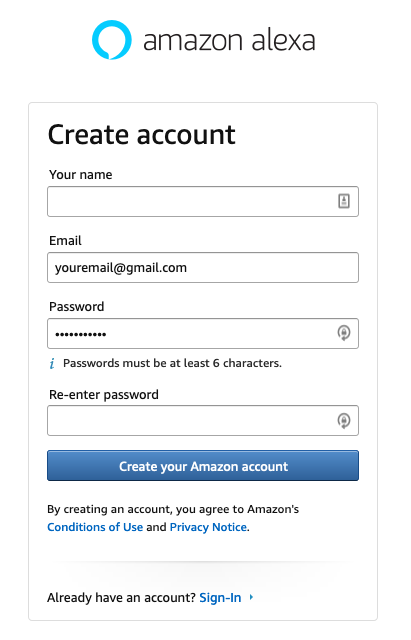 amazon alexa
Create account
Your name
Email
youremail@gmail.com
Password
•••••••••••
i Passwords must be at least 6 characters.
Re-enter password
Create your Amazon account
By creating an account, you agree to Amazon's
Conditions of Use and Privacy Notice.
Already have an account? Sign-In